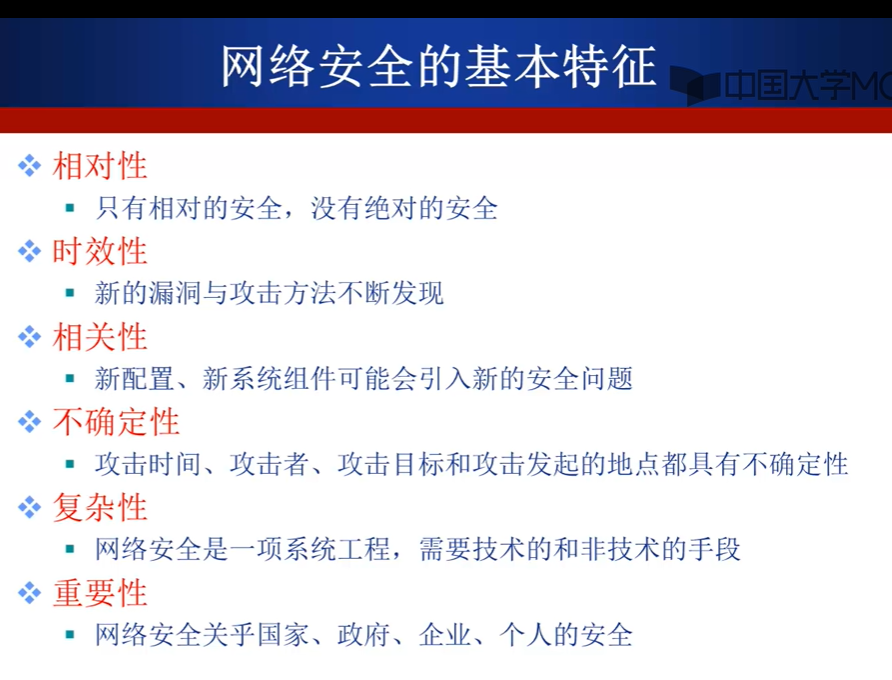 网络安全的基本特征
中国大学MO
相对性
只有相对的安全，没有绝对的安全
时效性
新的漏洞与攻击方法不断发现
相关性
新配置、新系统组件可能会引入新的安全问题
不确定性
攻击时间、攻击者、攻击目标和攻击发起的地点都具有不确定性
复杂性
网络安全是一项系统工程，需要技术的和非技术的手段
重要性
网络安全关乎国家、政府、企业、个人的安全